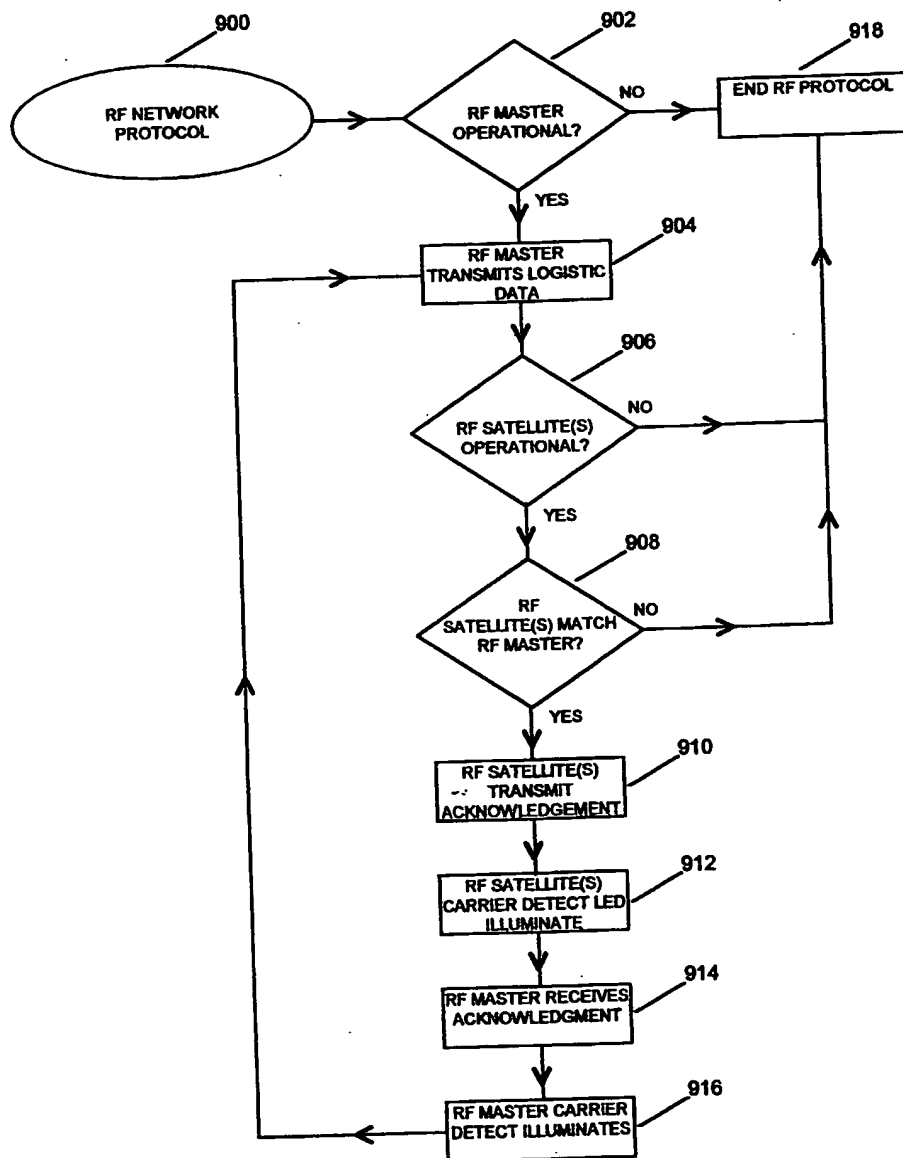 900
902
918
RF NETWORK
PROTOCOL
RF MASTER
OPERATIONAL?
NO
END RF PROTOCOL
YES
904
RF MASTER
TRANSMITS LOGISTIC
DATA
906
RF SATELLITE(S)
OPERATIONAL?
NO
YES
908
RF
SATELLITE(S) MATCH
RF MASTER?
NO
YES
910
RF SATELLITE(S)
TRANSMIT
ACKNOWLEDGEMENT
912
RF SATELLITE(S)
CARRIER DETECT LED
ILLUMINATE
914
RF MASTER RECEIVES
ACKNOWLEDGMENT
916
RF MASTER CARRIER
DETECT ILLUMINATES